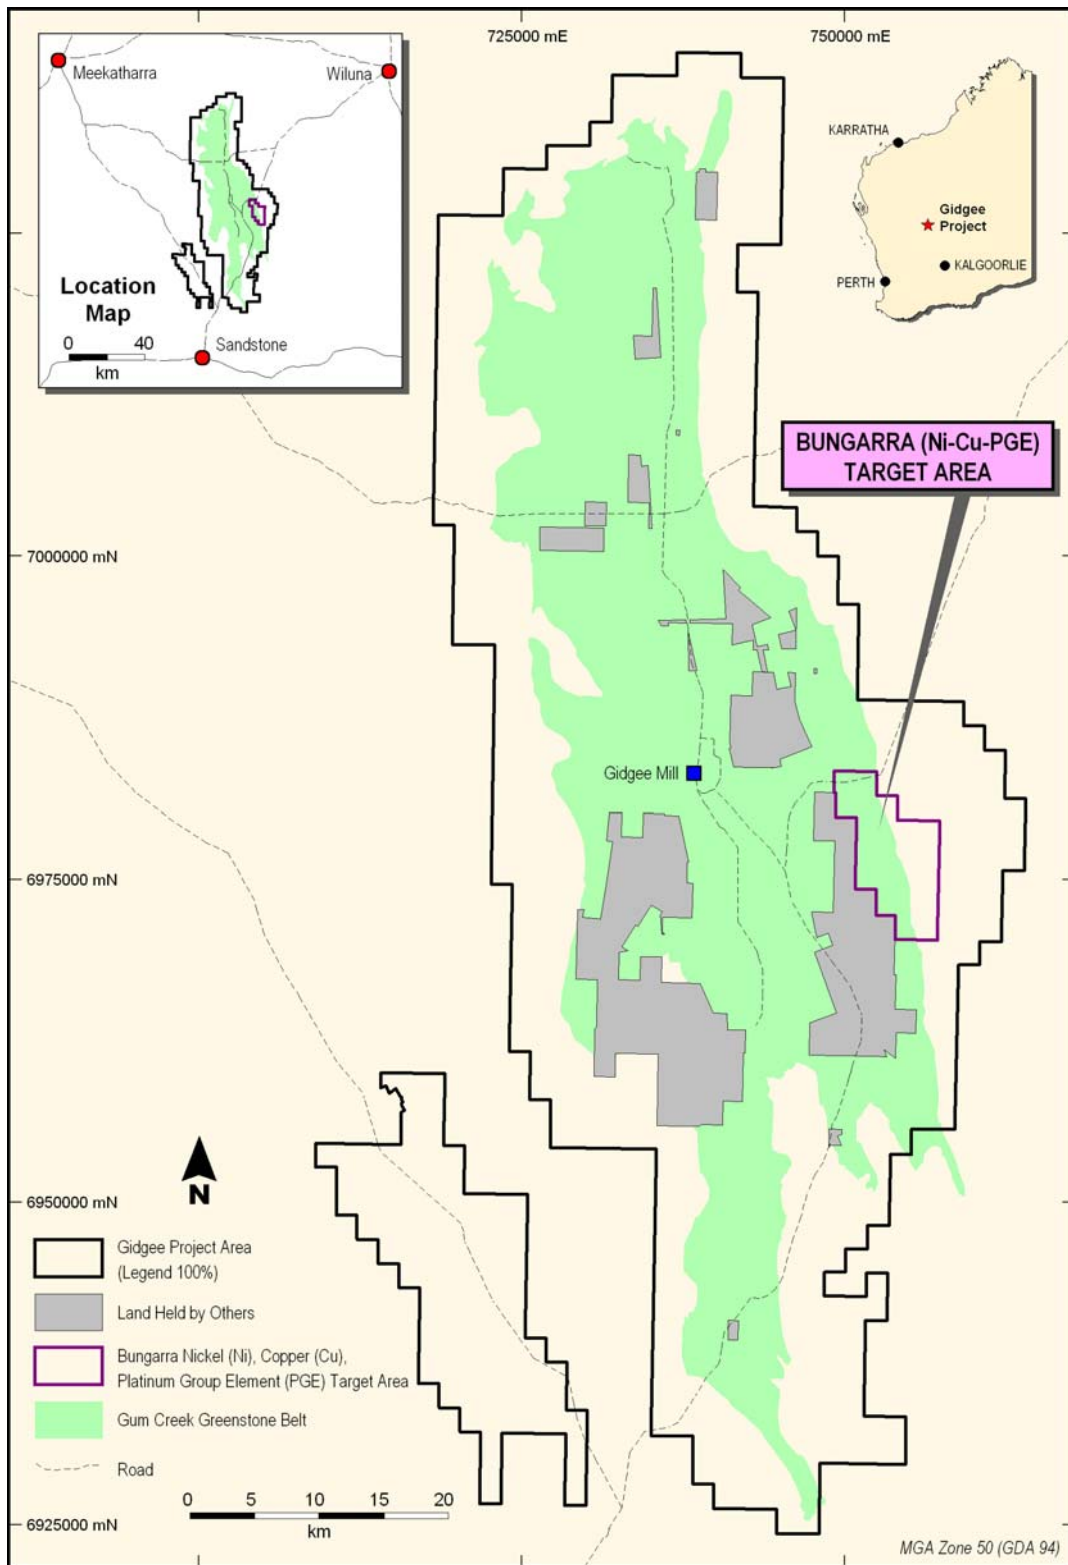 725000 mE
750000 mE
Meekatharra
Wiluna
Location
Map
0 40
km
Sandstone
KARRATHA
Gidgee
Project
KALGOORLIE
PERTH
BUNGARRA (Ni-Cu-PGE)
TARGET AREA
7000000 mN
Gidgee Mill
6975000 mN
6950000 mN
N
Gidgee Project Area
(Legend 100%)
Land Held by Others
Bungarra Nickel (Ni), Copper (Cu),
Platinum Group Element (PGE) Target Area
Gum Creek Greenstone Belt
Road
0 5 10 15 20
km
6925000 mN
MGA Zone 50 (GDA 94)